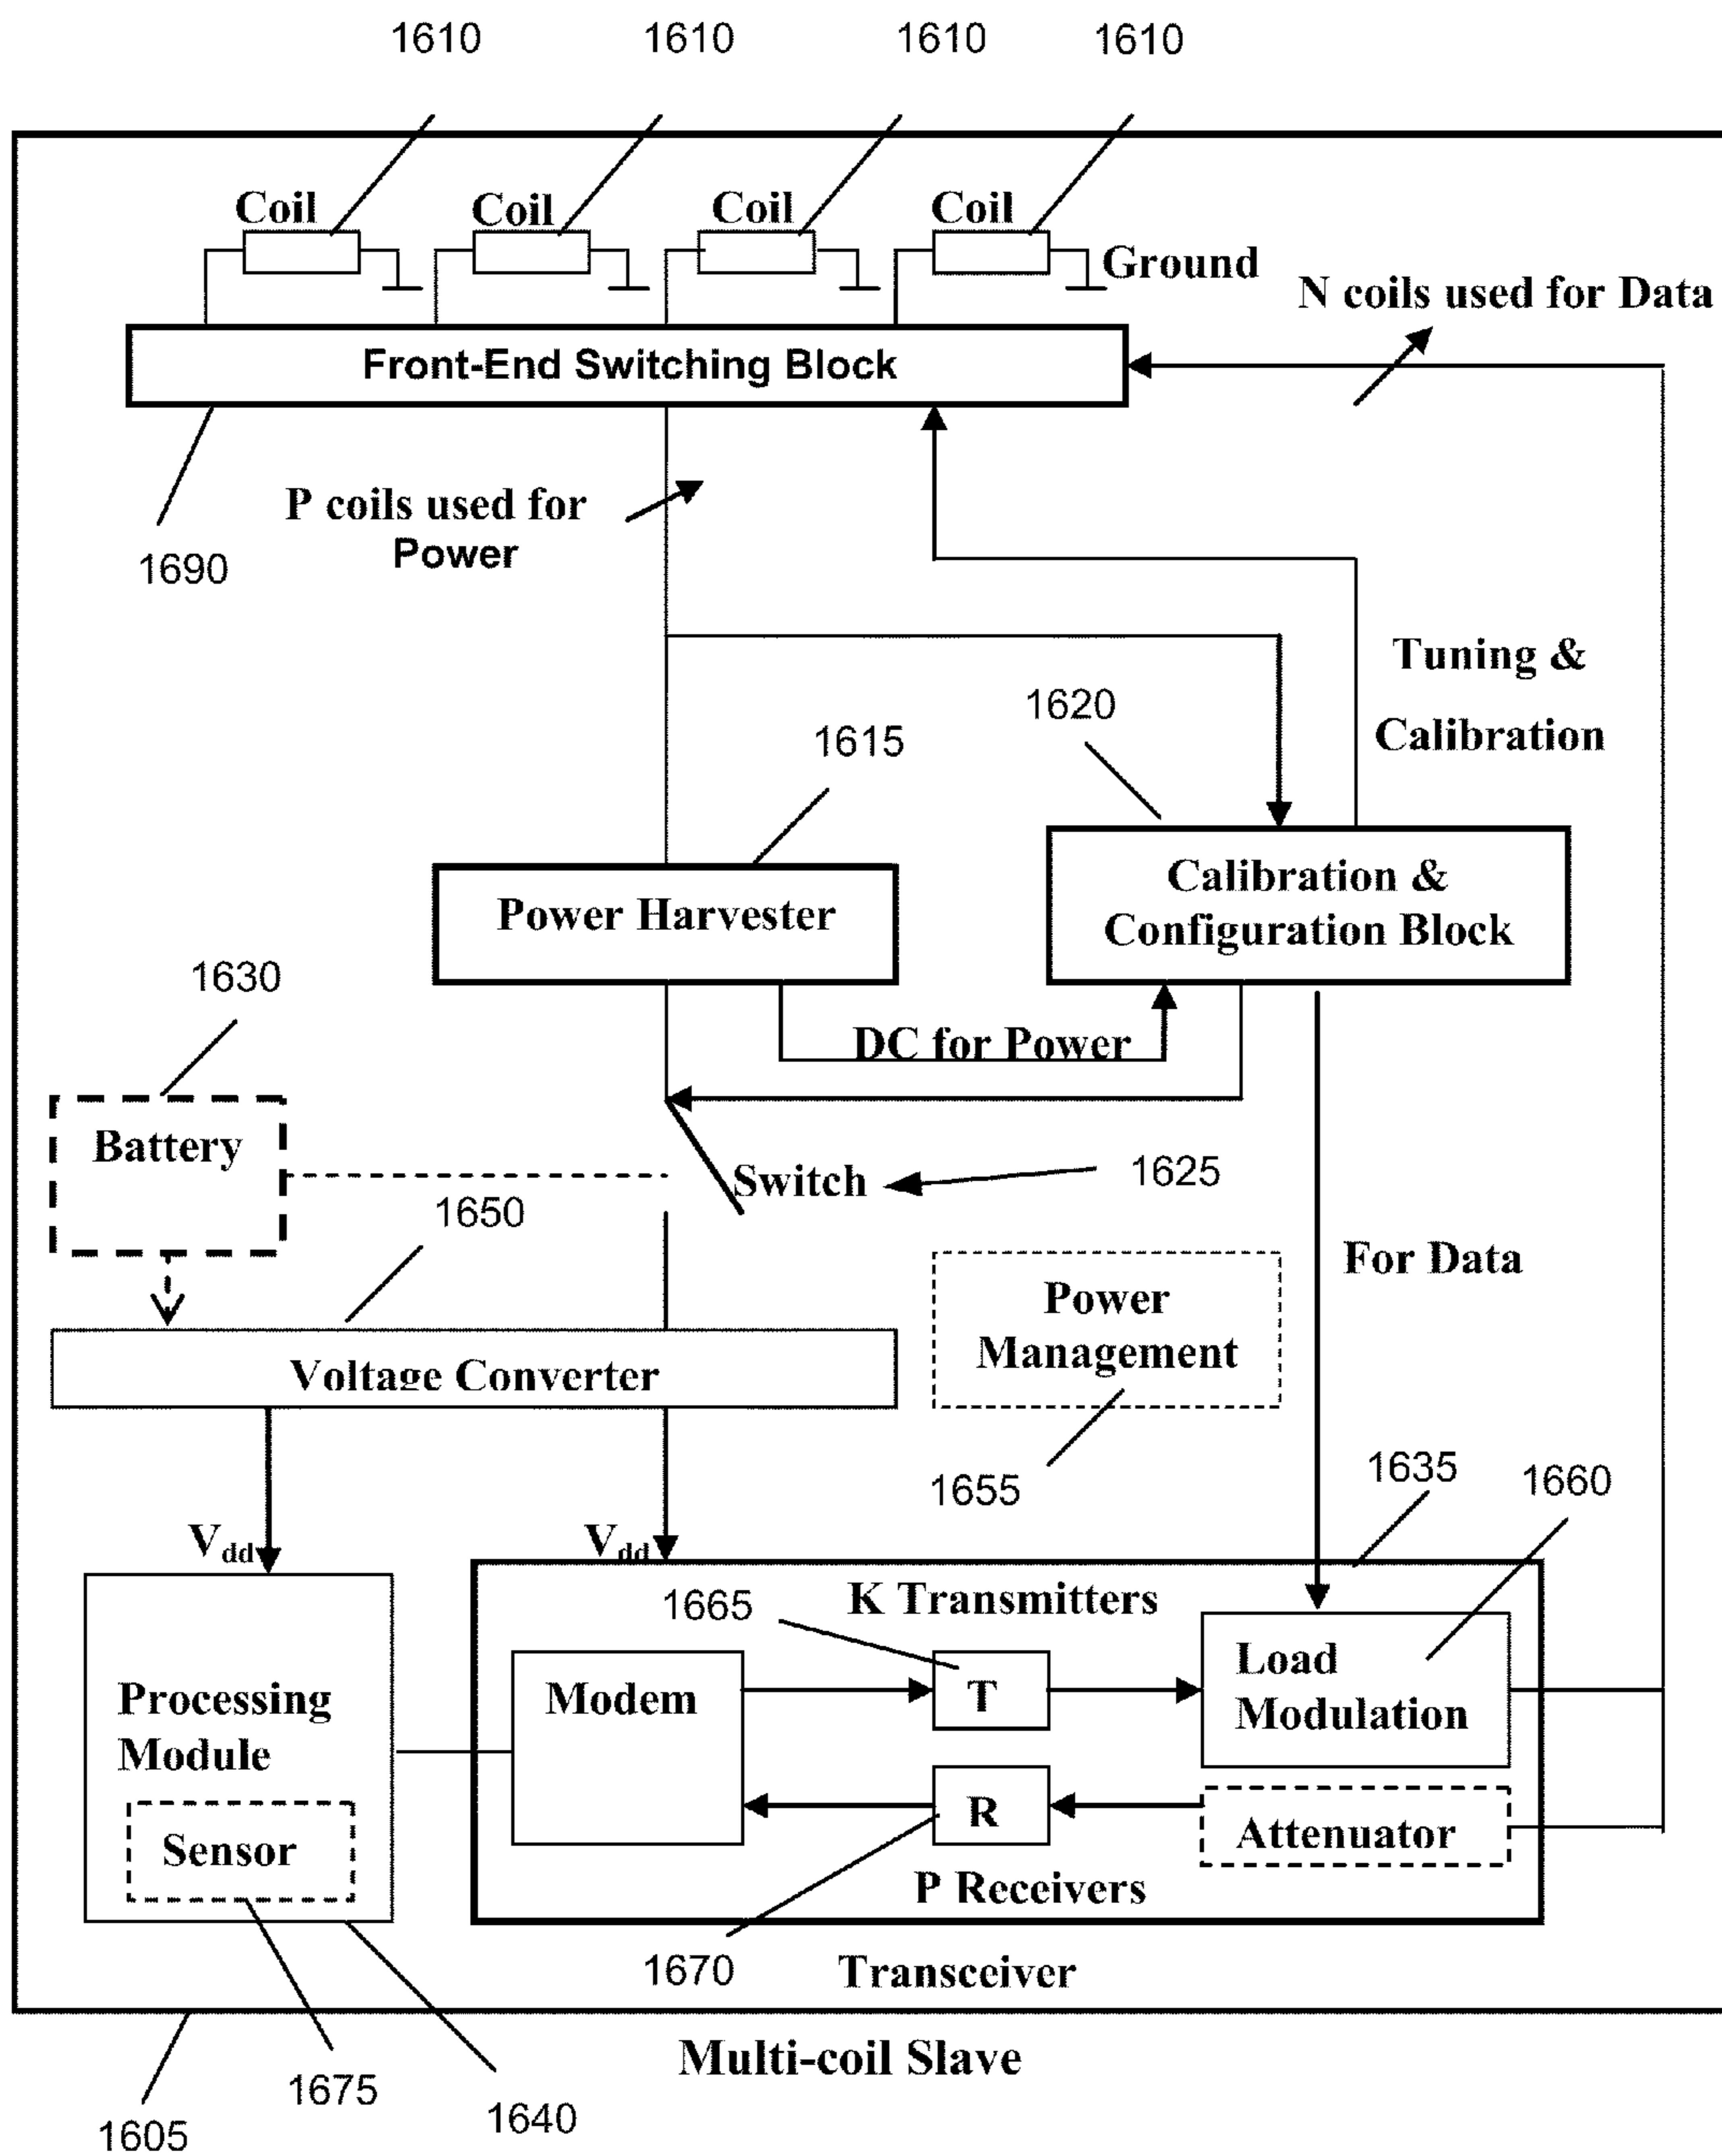 1610 1610 1610 1610
Coil Coil Coil Coil
Ground
N coils used for Data
Front-End Switching Block
P coils used for
Power
1690
Tuning &
Calibration
1620
1615
Power Harvester
Calibration &
Configuration Block
1630
DC for Power
Battery
Switch
1625
1650
For Data
Power
Management
Voltage Converter
1655
1635
1660
Vdd
Vdd
K Transmitters
1665
Load
Modulation
Processing
Module
Modem
T
R
Sensor
Attenuator
P Receivers
1670
Transceiver
Multi-coil Slave
1675
1640
1605